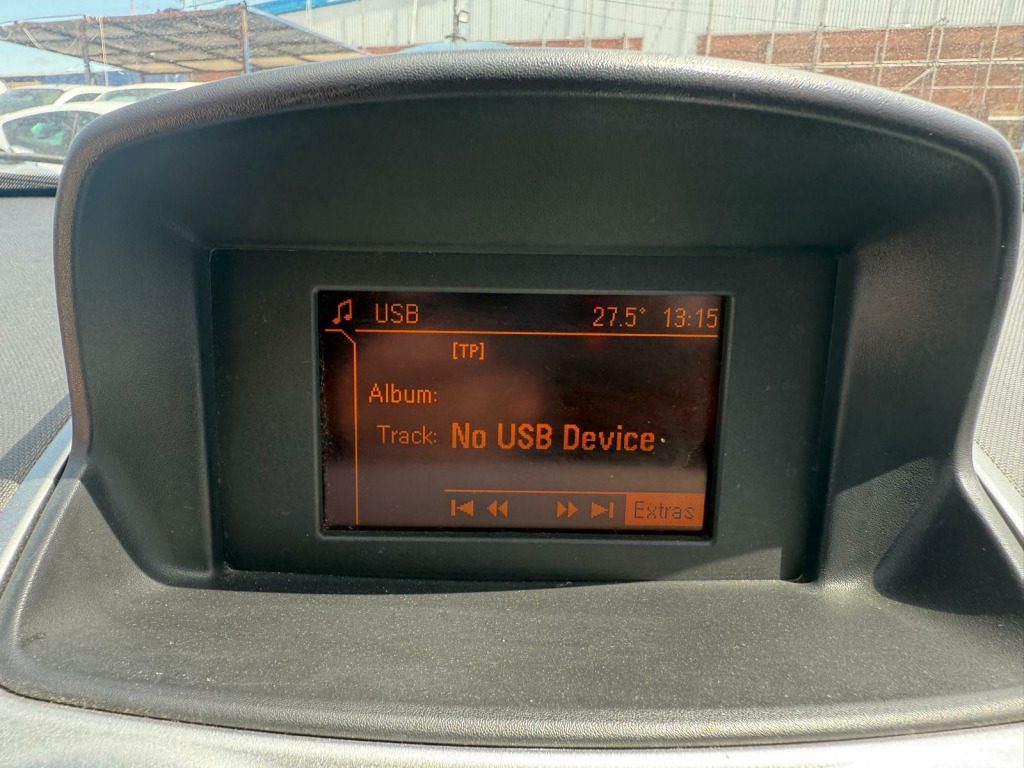 USB 27.5° 13:15
[TP]
Album:
Track: No USB Device
Extras